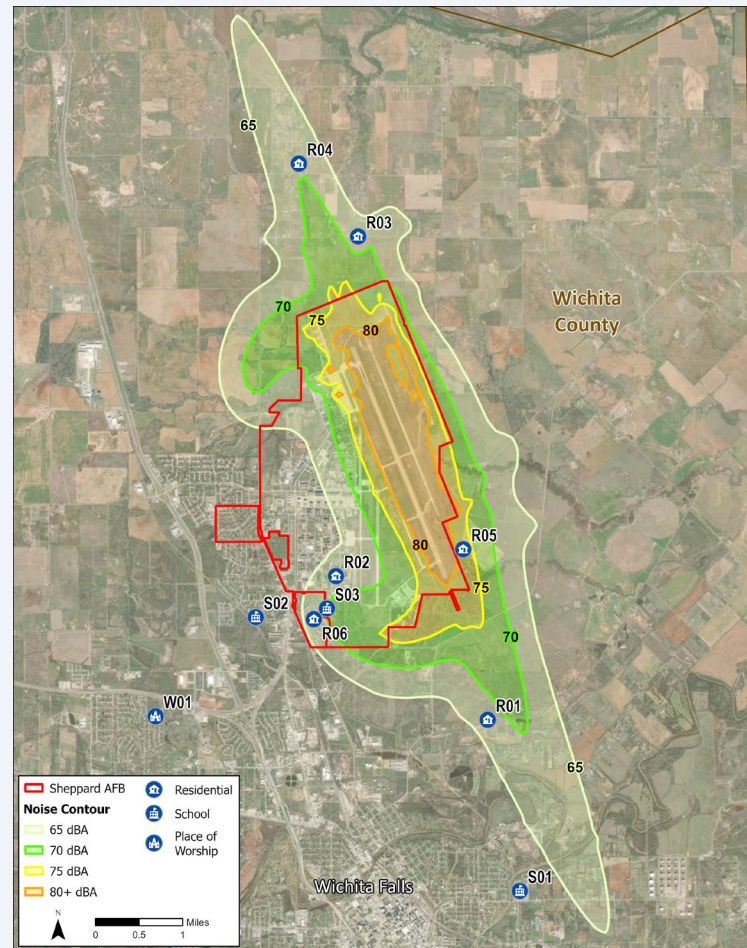 65
R04
R03
Wichita
County
70
75
80
80
R05
R02
S03
S02
R06
75
70
R01
W01
65
Sheppard AFB
Noise Contour
65 dBA
70 dBA
75 dBA
80+ dBA
Residential
School
Place of
Worship
N
Miles
0 0.5 1
Wichita Falls
S01